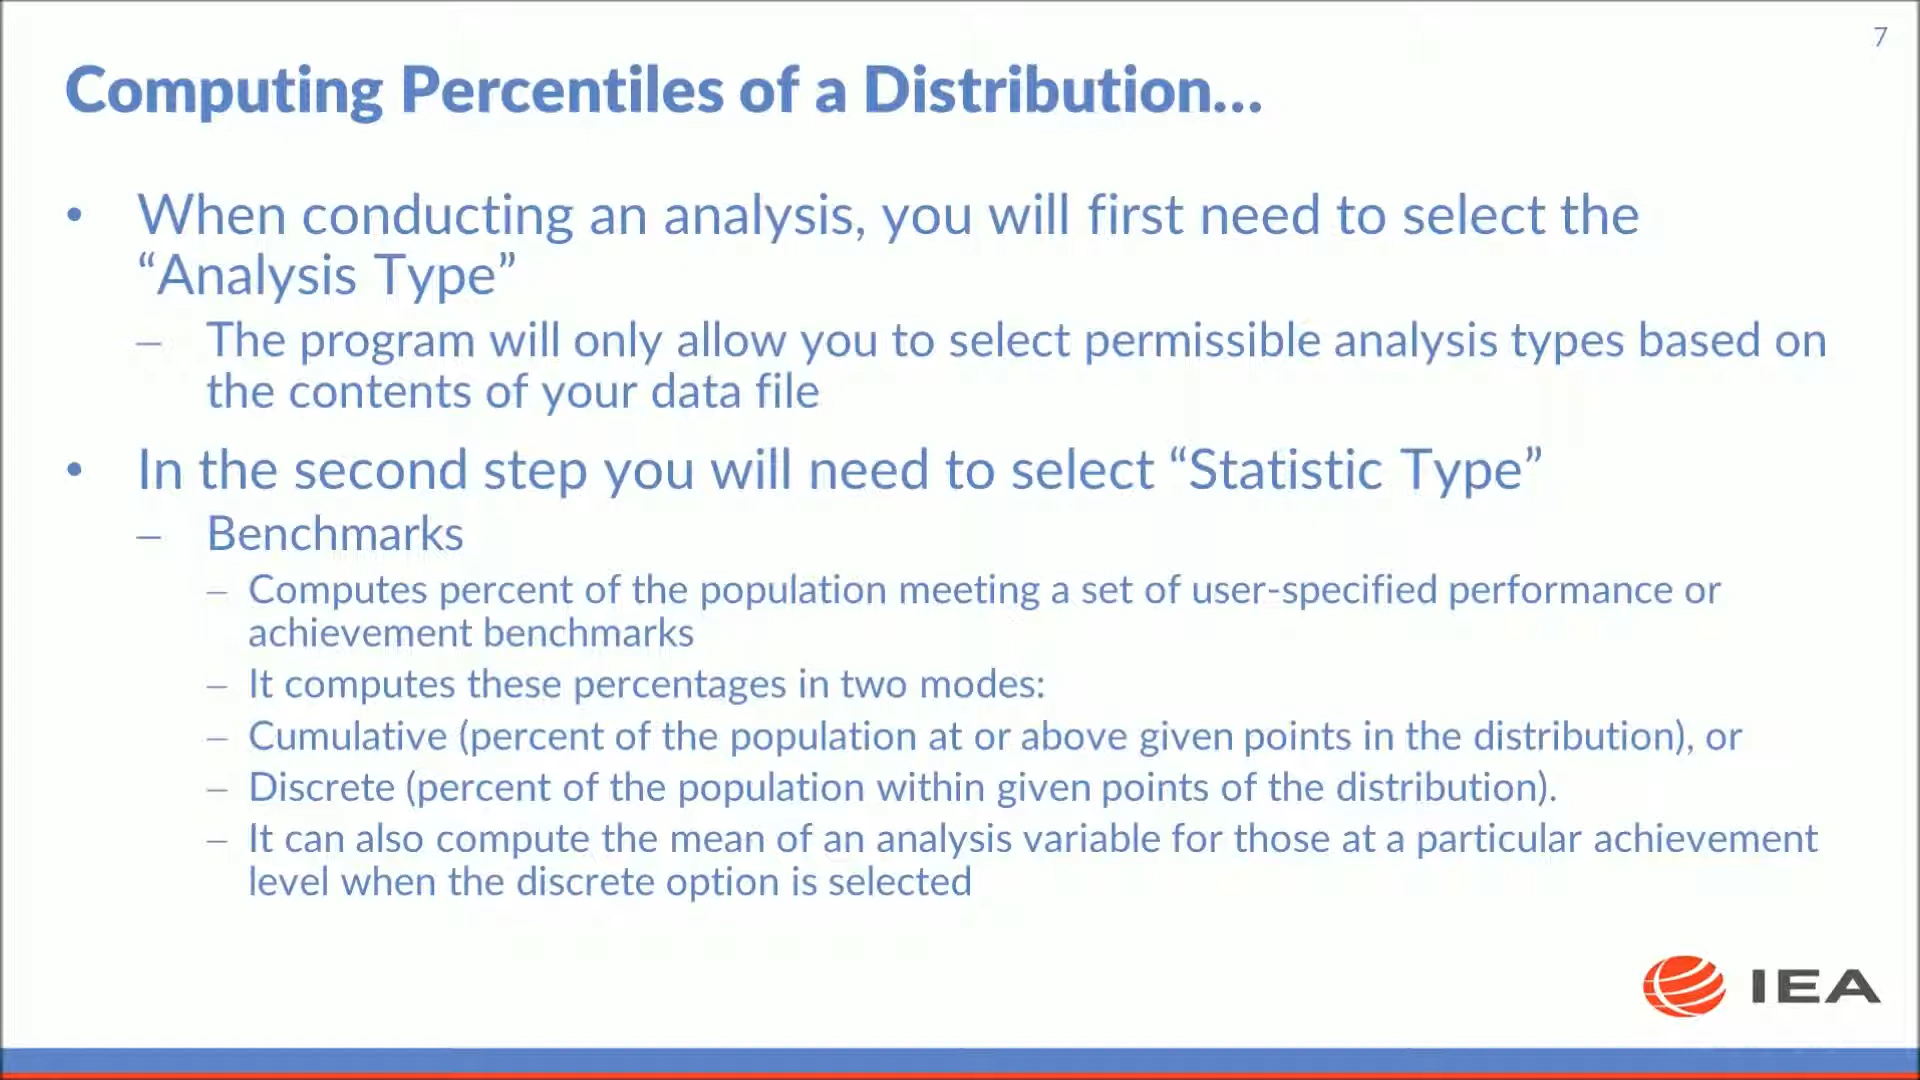 7
Computing Percentiles of a Distribution...
• When conducting an analysis, you will first need to select the
“Analysis Type”
– The program will only allow you to select permissible analysis types based on
the contents of your data file
• In the second step you will need to select “Statistic Type”
– Benchmarks
– Computes percent of the population meeting a set of user-specified performance or
achievement benchmarks
– It computes these percentages in two modes:
– Cumulative (percent of the population at or above given points in the distribution), or
– Discrete (percent of the population within given points of the distribution).
– It can also compute the mean of an analysis variable for those at a particular achievement
level when the discrete option is selected
IEA